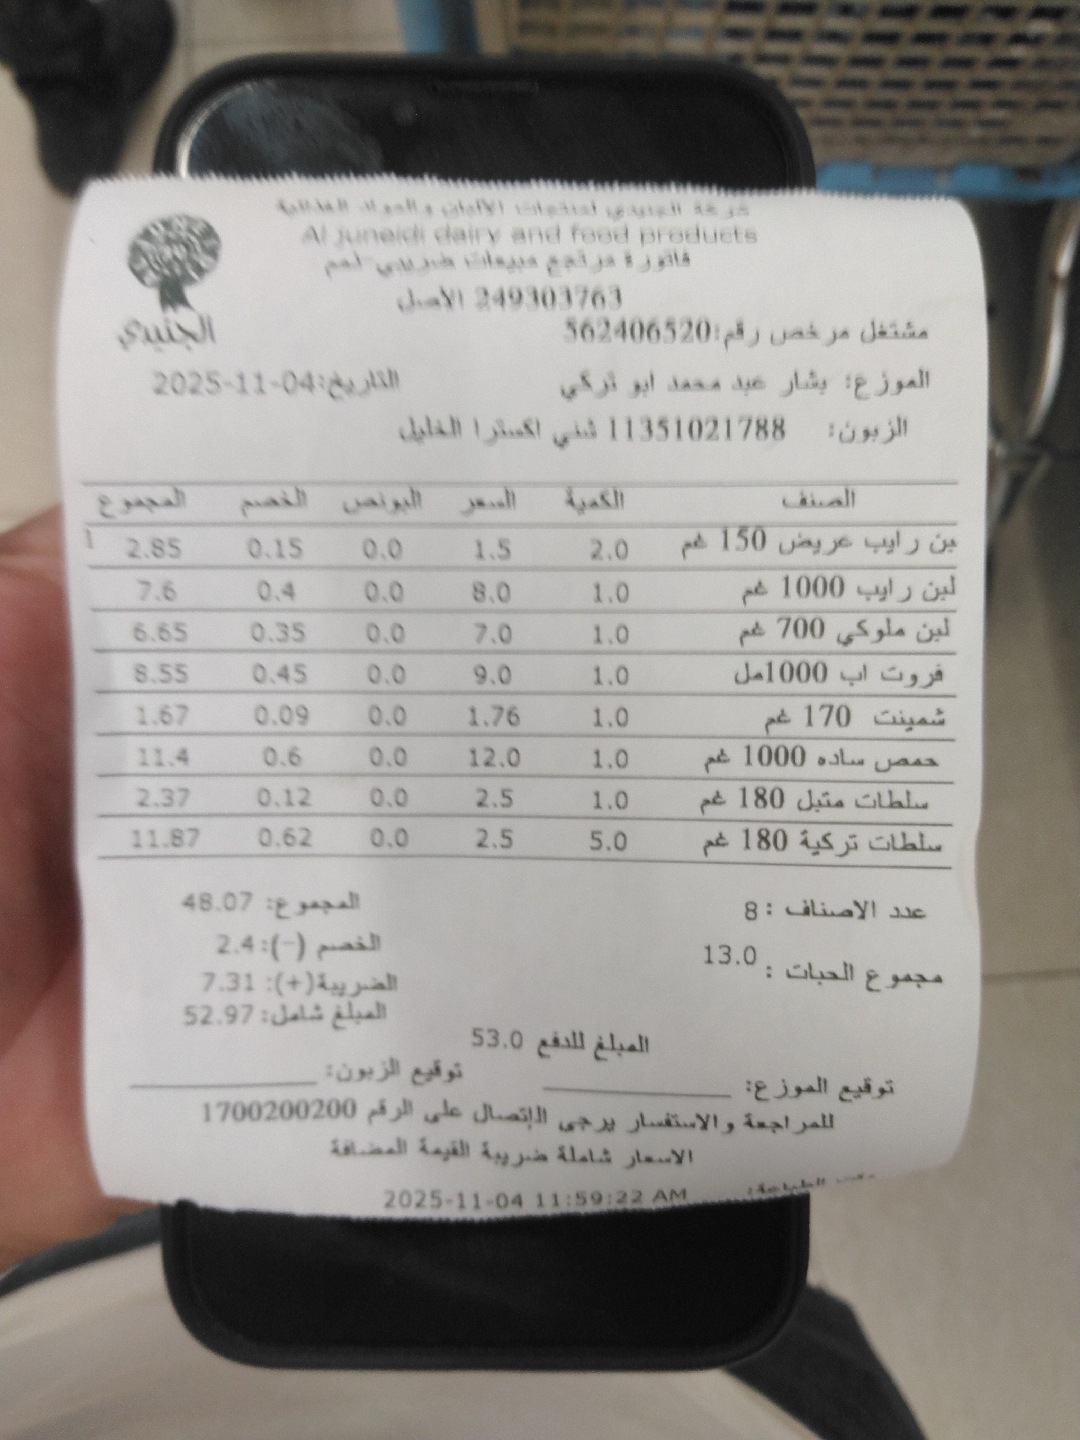 شركة الجنيدي لمنتجات الالبان والمواد الغذائية
Al juneidi dairy and food products
فاتورة مرتجع مبيعات ضريبي-لحم
249303763 الأصل
الجنيدي
مشتغل مرخص رقم:562406520
الموزع: بشار عبد محمد ابو تركي التاريخ:2025-11-04
الزبون: 11351021788 شني اكسترا الخليل
الصنف الكمية السعر البونص الخصم المجموع
بن رايب عريض 150 غم 2.0 1.5 0.0 0.15 2.85 1
لبن رايب 1000 غم 1.0 8.0 0.0 0.4 7.6
لبن ملوكي 700 غم 1.0 7.0 0.0 0.35 6.65
فروت اب 1000مل 1.0 9.0 0.0 0.45 8.55
شمينت 170 غم 1.0 1.76 0.0 0.09 1.67
حمص ساده 1000 غم 1.0 12.0 0.0 0.6 11.4
سلطات متبل 180 غم 1.0 2.5 0.0 0.12 2.37
سلطات تركية 180 غم 5.0 2.5 0.0 0.62 11.87
عدد الاصناف : 8 المجموع: 48.07
الخصم (-):2.4
مجموع الحبات : 13.0 الضريبة(+): 7.31
المبلغ شامل: 52.97
المبلغ للدفع 53.0
توقيع الموزع: ____________ توقيع الزبون: ____________
للمراجعة والاستفسار يرجى الإتصال على الرقم 1700200200
الاسعار شاملة ضريبة القيمة المضافة
2025-11-04 11:59:22 AM